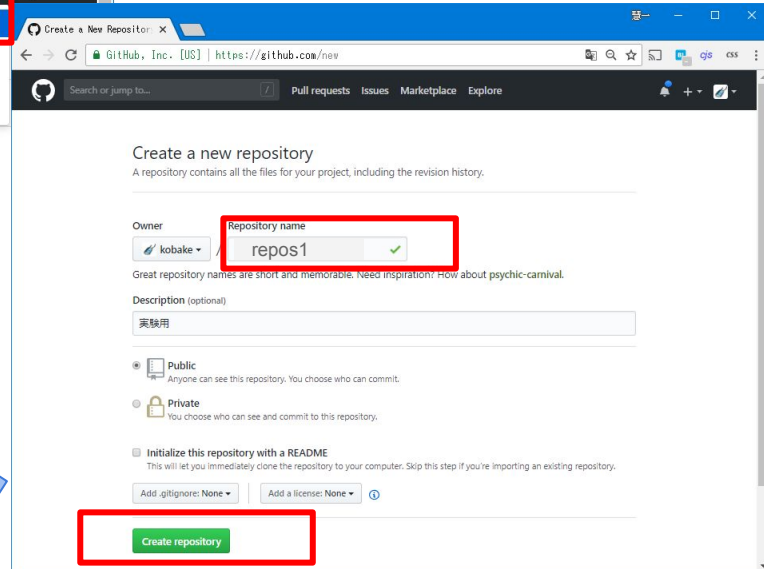 慧一
Create a New Repositor
GitHub, Inc. [US] | https://github.com/new
Search or jump to...
/
Pull requests Issues Marketplace Explore
Create a new repository
A repository contains all the files for your project, including the revision history.
Owner Repository name
kobake / repos1
Great repository names are short and memorable. Need inspiration? How about psychic-carnival.
Description (optional)
実験用
Public
Anyone can see this repository. You choose who can commit.
Private
You choose who can see and commit to this repository.
Initialize this repository with a README
This will let you immediately clone the repository to your computer. Skip this step if you're importing an existing repository.
Add .gitignore: None Add a license: None
Create repository